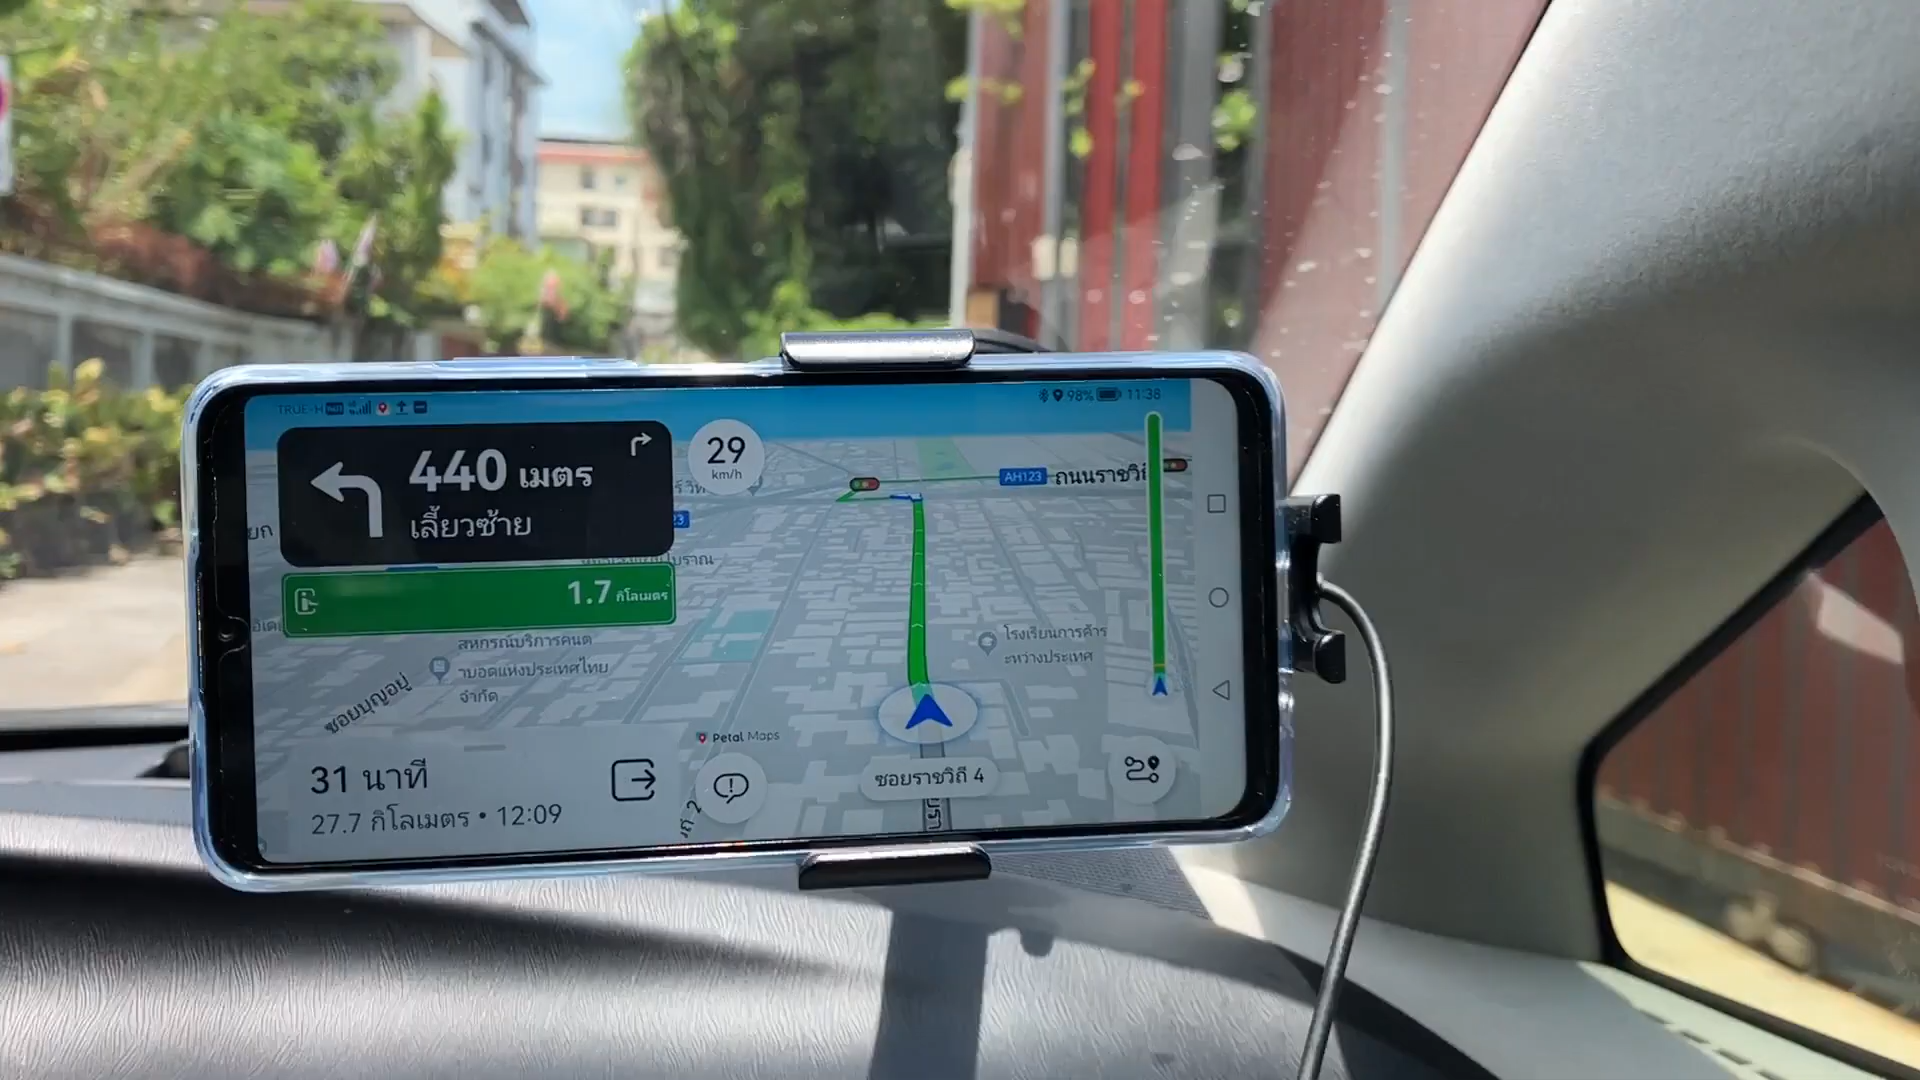 TRUE-H
98% 11:38
440 เมตร
เลี้ยวซ้าย
29
km/h
AH123
ถนนราชวิถี
1.7 กิโลเมตร
สหกรณ์บริการคนต
าบอดแห่งประเทศไทย
จำกัด
โรงเรียนการค้าร
ะหว่างประเทศ
ซอยบุญอยู่
Petal Maps
31 นาที
27.7 กิโลเมตร • 12:09
ซอยราชวิถี 4